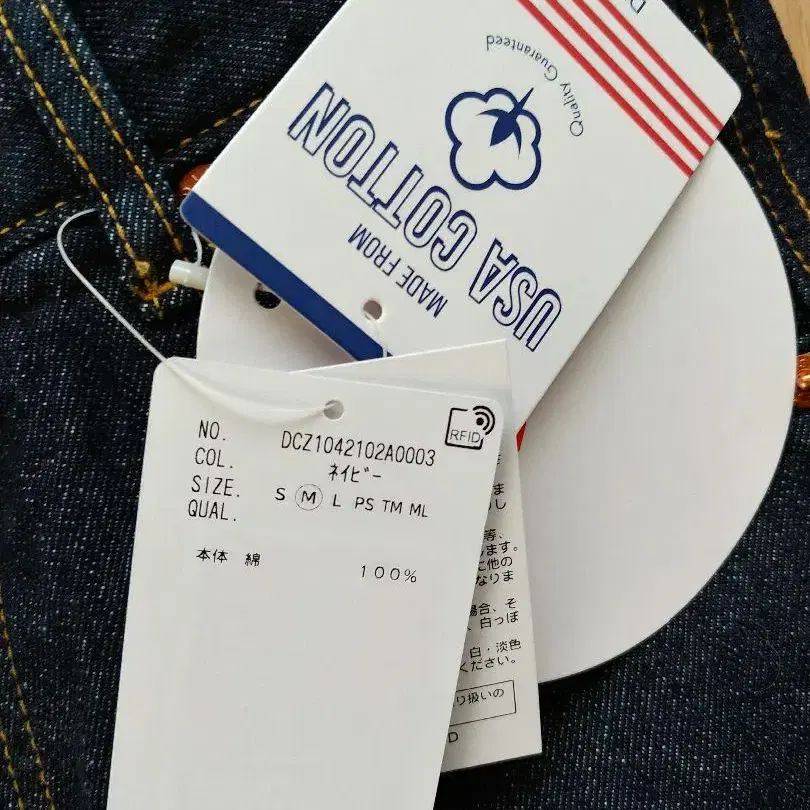 Quality Guaranteed
MADE FROM
USA COTTON
NO. DCZ1042102A0003
COL. ネイビー
SIZE. S M L PS TM ML
QUAL.
本体 綿 100%
RFID
等、
ます。
に他の
なりま
場合、そ
、白っぽ
白・淡色
ください。
り扱いの
D